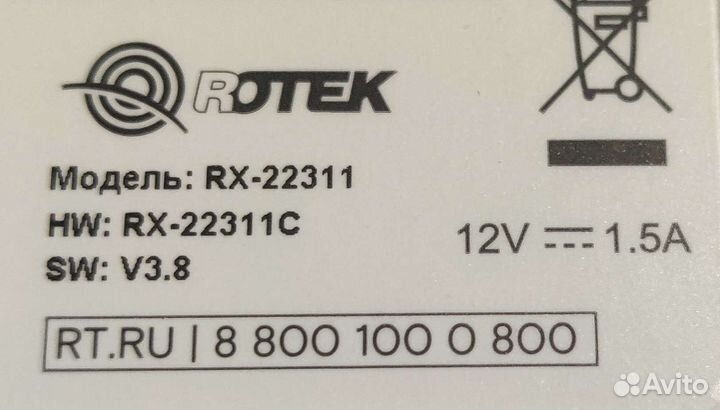 ROTEK
Модель: RX-22311
HW: RX-22311C
SW: V3.8
12V 1.5A
RT.RU | 8 800 100 0 800
Avito